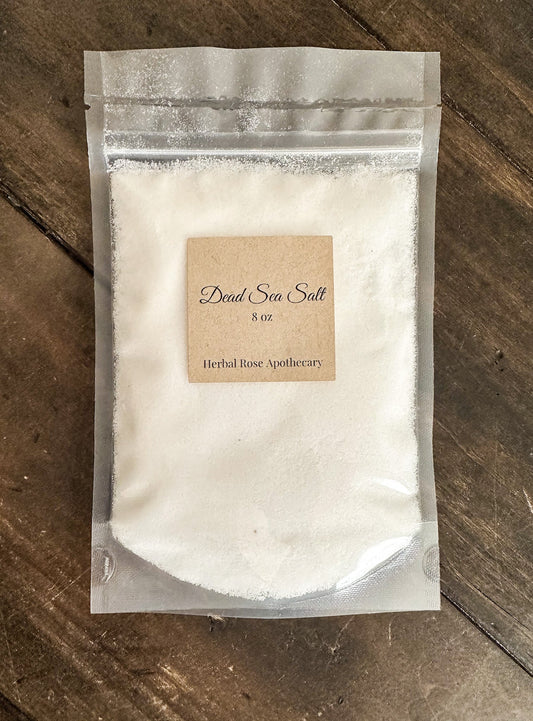 Dead Sea Salt
8 oz
Herbal Rose Apothecary